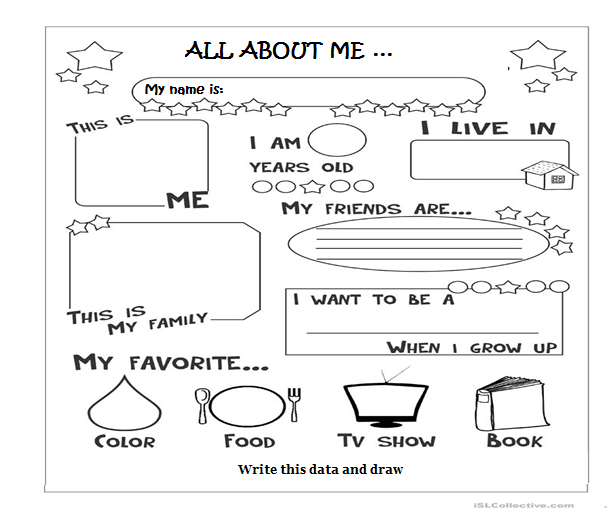 ALL ABOUT ME ...
My name is:
THIS IS
ME
I AM
YEARS OLD
I LIVE IN
MY FRIENDS ARE...
THIS IS
MY FAMILY
I WANT TO BE A
WHEN I GROW UP
MY FAVORITE...
COLOR
FOOD
TV SHOW
BOOK
Write this data and draw
iSLCollective.com